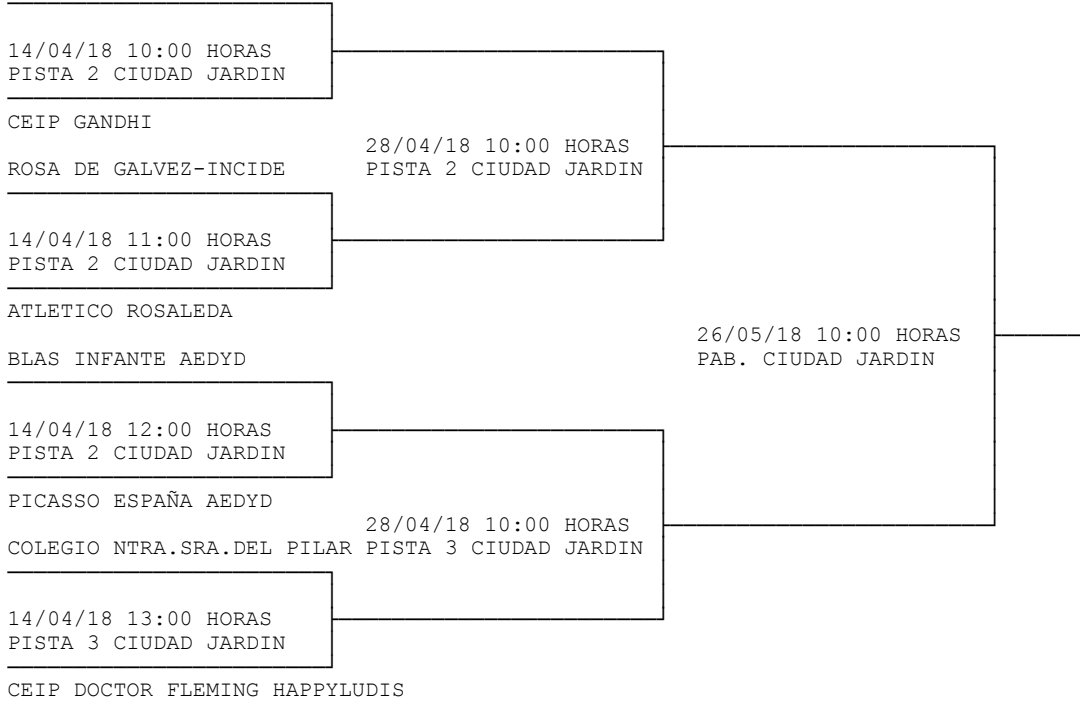 14/04/18 10:00 HORAS
PISTA 2 CIUDAD JARDIN
CEIP GANDHI
28/04/18 10:00 HORAS
ROSA DE GALVEZ-INCIDE PISTA 2 CIUDAD JARDIN
14/04/18 11:00 HORAS
PISTA 2 CIUDAD JARDIN
ATLETICO ROSALEDA
26/05/18 10:00 HORAS
BLAS INFANTE AEDYD PAB. CIUDAD JARDIN
14/04/18 12:00 HORAS
PISTA 2 CIUDAD JARDIN
PICASSO ESPAÑA AEDYD
28/04/18 10:00 HORAS
COLEGIO NTRA.SRA.DEL PILAR PISTA 3 CIUDAD JARDIN
14/04/18 13:00 HORAS
PISTA 3 CIUDAD JARDIN
CEIP DOCTOR FLEMING HAPPYLUDIS